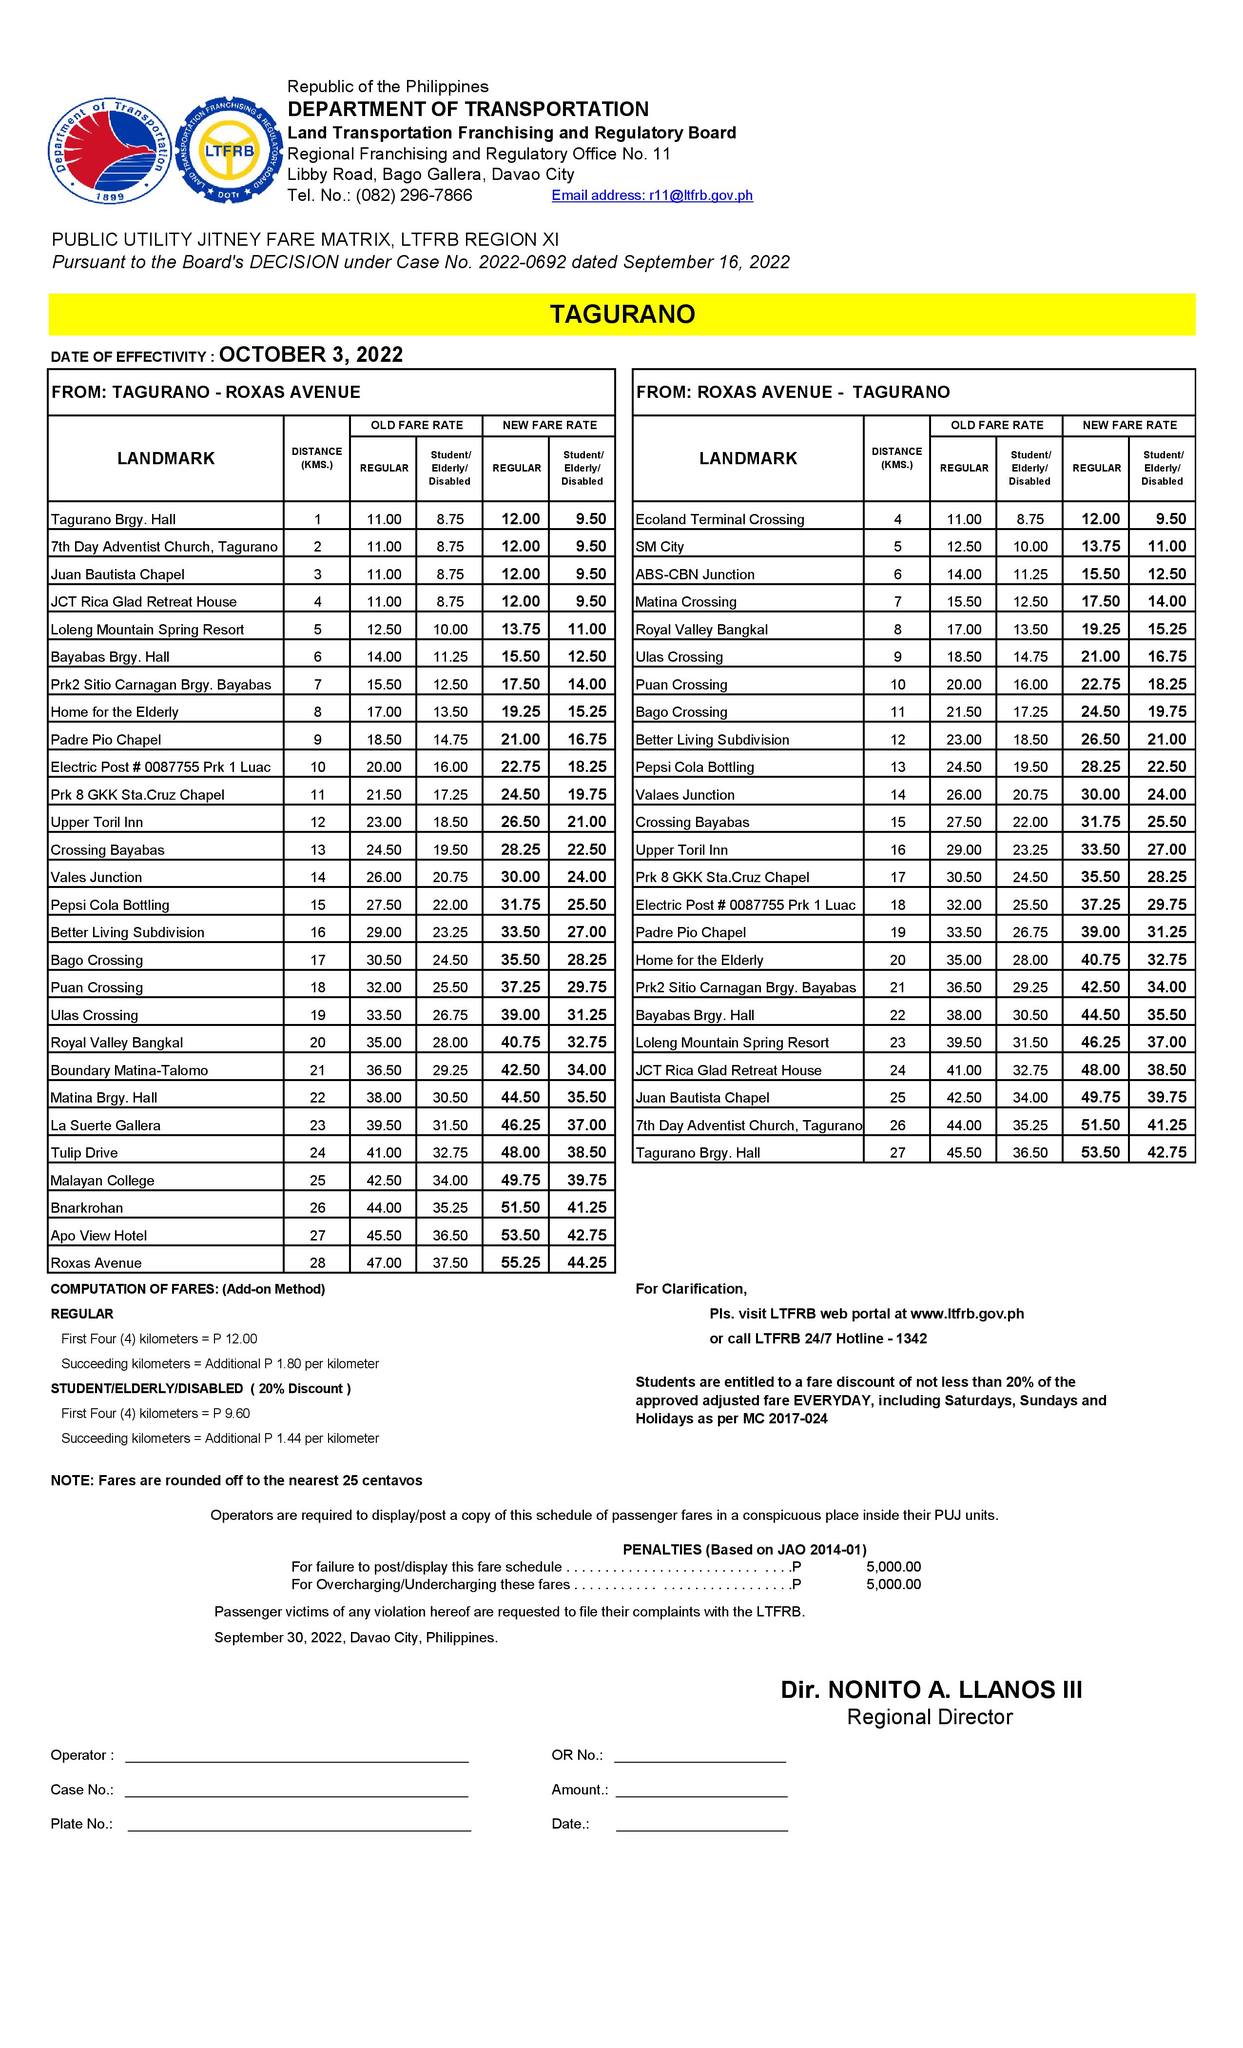 Republic of the Philippines
DEPARTMENT OF TRANSPORTATION
Land Transportation Franchising and Regulatory Board
Regional Franchising and Regulatory Office No. 11
Libby Road, Bago Gallera, Davao City
Tel. No.: (082) 296-7866 Email address: r11@ltfrb.gov.ph
Department of Transportation
1899
LAND TRANSPORTATION FRANCHISING & REGULATORY BOARD
LTFRB
DOTr
PUBLIC UTILITY JITNEY FARE MATRIX, LTFRB REGION XI
Pursuant to the Board's DECISION under Case No. 2022-0692 dated September 16, 2022
TAGURANO
DATE OF EFFECTIVITY : OCTOBER 3, 2022
FROM: TAGURANO - ROXAS AVENUE
LANDMARK DISTANCE (KMS.) OLD FARE RATE NEW FARE RATE
REGULAR Student/ Elderly/ Disabled REGULAR Student/ Elderly/ Disabled
Tagurano Brgy. Hall 1 11.00 8.75 12.00 9.50
7th Day Adventist Church, Tagurano 2 11.00 8.75 12.00 9.50
Juan Bautista Chapel 3 11.00 8.75 12.00 9.50
JCT Rica Glad Retreat House 4 11.00 8.75 12.00 9.50
Loleng Mountain Spring Resort 5 12.50 10.00 13.75 11.00
Bayabas Brgy. Hall 6 14.00 11.25 15.50 12.50
Prk2 Sitio Carnagan Brgy. Bayabas 7 15.50 12.50 17.50 14.00
Home for the Elderly 8 17.00 13.50 19.25 15.25
Padre Pio Chapel 9 18.50 14.75 21.00 16.75
Electric Post # 0087755 Prk 1 Luac 10 20.00 16.00 22.75 18.25
Prk 8 GKK Sta.Cruz Chapel 11 21.50 17.25 24.50 19.75
Upper Toril Inn 12 23.00 18.50 26.50 21.00
Crossing Bayabas 13 24.50 19.50 28.25 22.50
Vales Junction 14 26.00 20.75 30.00 24.00
Pepsi Cola Bottling 15 27.50 22.00 31.75 25.50
Better Living Subdivision 16 29.00 23.25 33.50 27.00
Bago Crossing 17 30.50 24.50 35.50 28.25
Puan Crossing 18 32.00 25.50 37.25 29.75
Ulas Crossing 19 33.50 26.75 39.00 31.25
Royal Valley Bangkal 20 35.00 28.00 40.75 32.75
Boundary Matina-Talomo 21 36.50 29.25 42.50 34.00
Matina Brgy. Hall 22 38.00 30.50 44.50 35.50
La Suerte Gallera 23 39.50 31.50 46.25 37.00
Tulip Drive 24 41.00 32.75 48.00 38.50
Malayan College 25 42.50 34.00 49.75 39.75
Bnarkrohan 26 44.00 35.25 51.50 41.25
Apo View Hotel 27 45.50 36.50 53.50 42.75
Roxas Avenue 28 47.00 37.50 55.25 44.25
FROM: ROXAS AVENUE - TAGURANO
LANDMARK DISTANCE (KMS.) OLD FARE RATE NEW FARE RATE
REGULAR Student/ Elderly/ Disabled REGULAR Student/ Elderly/ Disabled
Ecoland Terminal Crossing 4 11.00 8.75 12.00 9.50
SM City 5 12.50 10.00 13.75 11.00
ABS-CBN Junction 6 14.00 11.25 15.50 12.50
Matina Crossing 7 15.50 12.50 17.50 14.00
Royal Valley Bangkal 8 17.00 13.50 19.25 15.25
Ulas Crossing 9 18.50 14.75 21.00 16.75
Puan Crossing 10 20.00 16.00 22.75 18.25
Bago Crossing 11 21.50 17.25 24.50 19.75
Better Living Subdivision 12 23.00 18.50 26.50 21.00
Pepsi Cola Bottling 13 24.50 19.50 28.25 22.50
Valaes Junction 14 26.00 20.75 30.00 24.00
Crossing Bayabas 15 27.50 22.00 31.75 25.50
Upper Toril Inn 16 29.00 23.25 33.50 27.00
Prk 8 GKK Sta.Cruz Chapel 17 30.50 24.50 35.50 28.25
Electric Post # 0087755 Prk 1 Luac 18 32.00 25.50 37.25 29.75
Padre Pio Chapel 19 33.50 26.75 39.00 31.25
Home for the Elderly 20 35.00 28.00 40.75 32.75
Prk2 Sitio Carnagan Brgy. Bayabas 21 36.50 29.25 42.50 34.00
Bayabas Brgy. Hall 22 38.00 30.50 44.50 35.50
Loleng Mountain Spring Resort 23 39.50 31.50 46.25 37.00
JCT Rica Glad Retreat House 24 41.00 32.75 48.00 38.50
Juan Bautista Chapel 25 42.50 34.00 49.75 39.75
7th Day Adventist Church, Tagurano 26 44.00 35.25 51.50 41.25
Tagurano Brgy. Hall 27 45.50 36.50 53.50 42.75
COMPUTATION OF FARES: (Add-on Method)
REGULAR
First Four (4) kilometers = P 12.00
Succeeding kilometers = Additional P 1.80 per kilometer
STUDENT/ELDERLY/DISABLED ( 20% Discount )
First Four (4) kilometers = P 9.60
Succeeding kilometers = Additional P 1.44 per kilometer
For Clarification,
Pls. visit LTFRB web portal at www.ltfrb.gov.ph
or call LTFRB 24/7 Hotline - 1342
Students are entitled to a fare discount of not less than 20% of the
approved adjusted fare EVERYDAY, including Saturdays, Sundays and
Holidays as per MC 2017-024
NOTE: Fares are rounded off to the nearest 25 centavos
Operators are required to display/post a copy of this schedule of passenger fares in a conspicuous place inside their PUJ units.
PENALTIES (Based on JAO 2014-01)
For failure to post/display this fare schedule . . . . . . . . . . . . . . . . . . . . . . . . . . . . .P 5,000.00
For Overcharging/Undercharging these fares . . . . . . . . . . . . . . . . . . . . . . . . . . . .P 5,000.00
Passenger victims of any violation hereof are requested to file their complaints with the LTFRB.
September 30, 2022, Davao City, Philippines.
Dir. NONITO A. LLANOS III
Regional Director
Operator : OR No.:
Case No.: Amount.:
Plate No.: Date.: